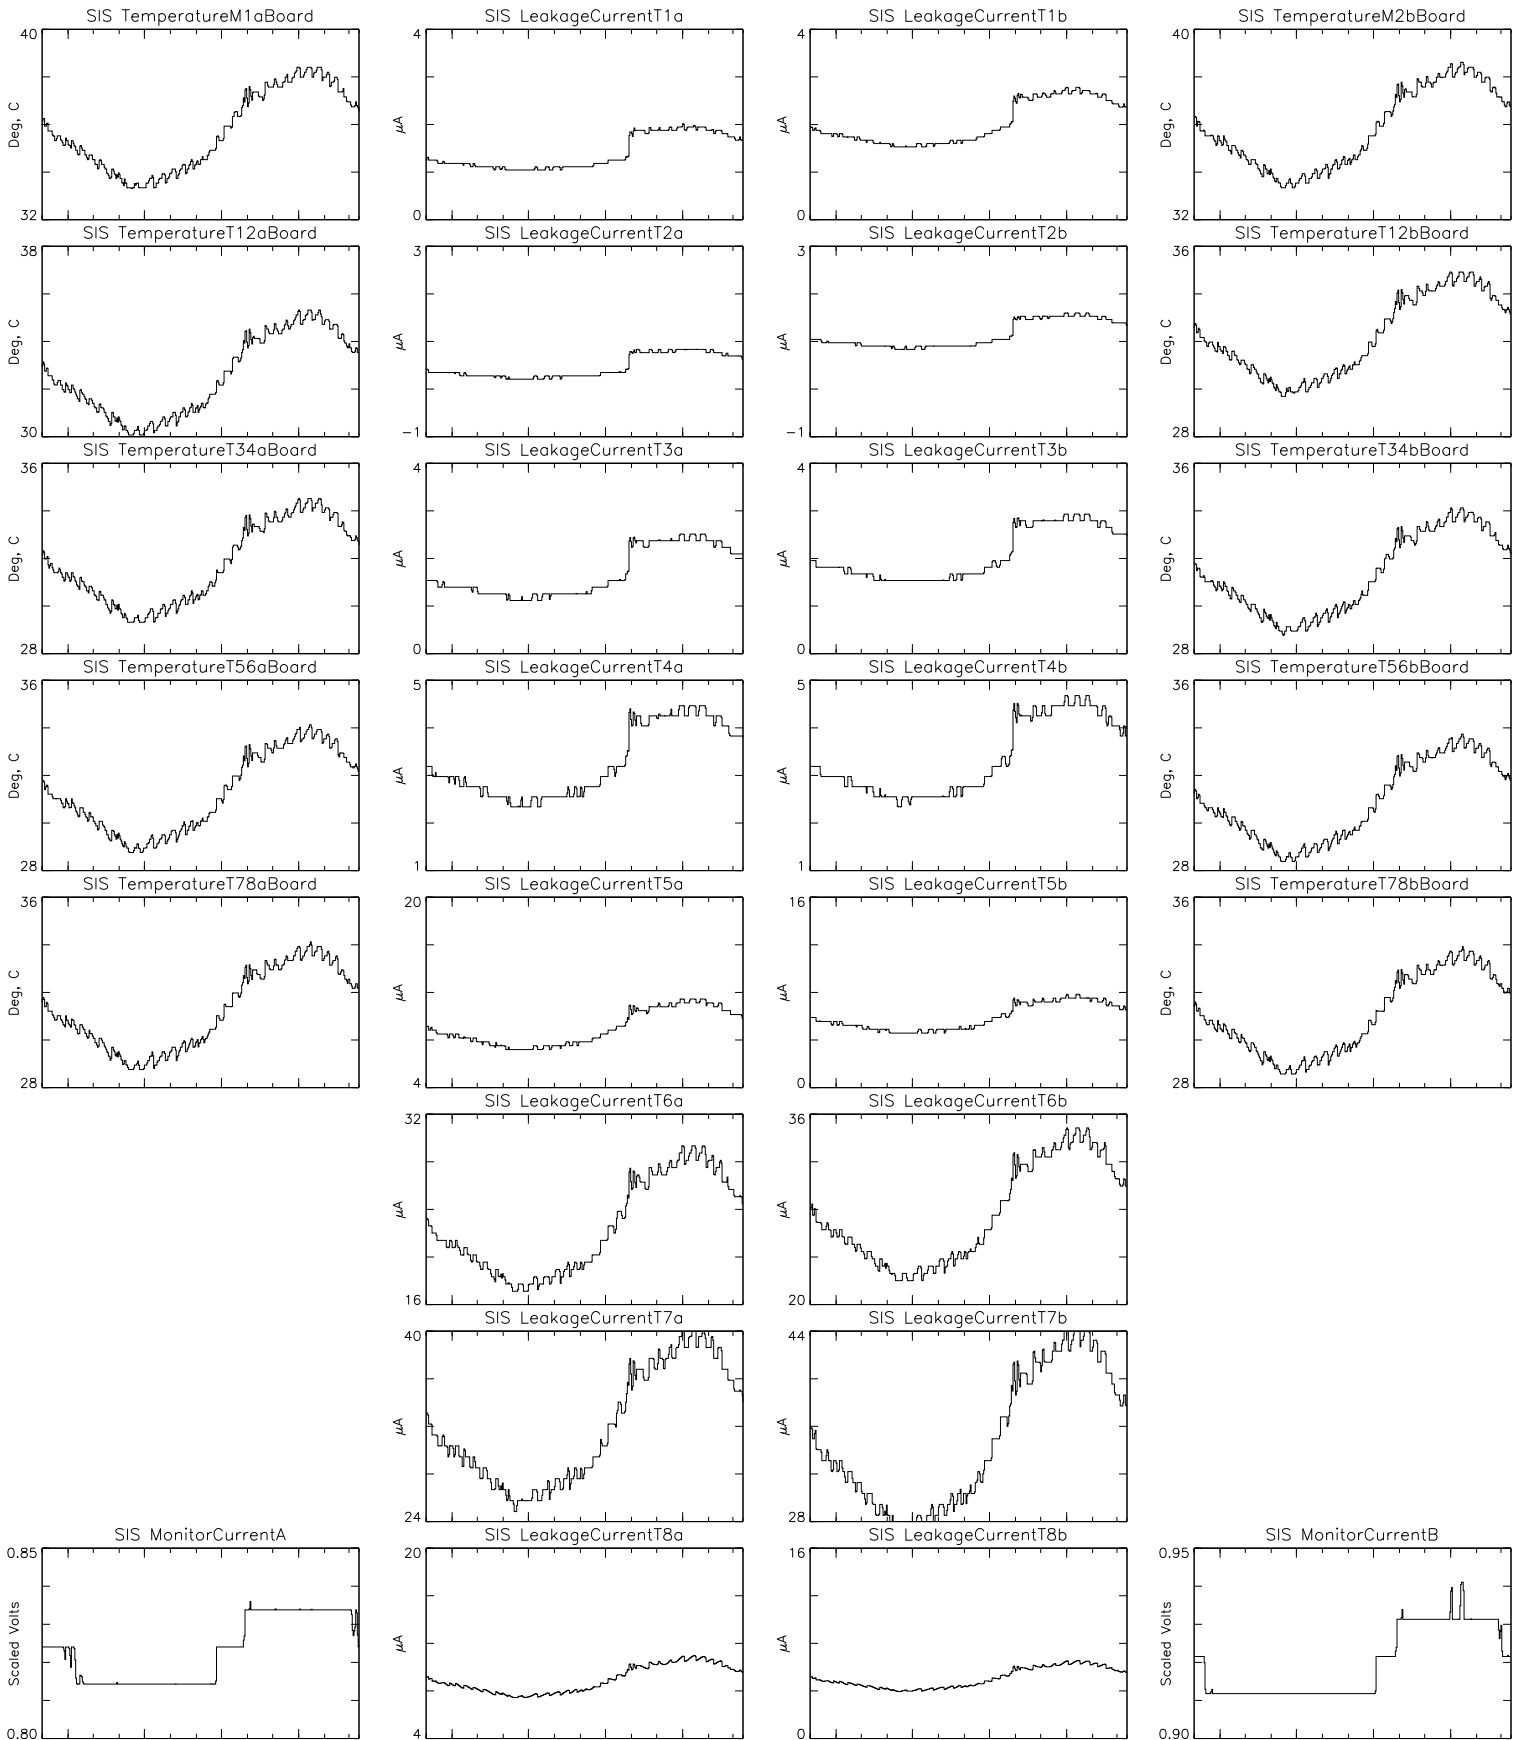 SIS TemperatureM1aBoard
SIS LeakageCurrentT1a
SIS LeakageCurrentT1b
SIS TemperatureM2bBoard
40
Deg, C
32
4
μA
0
4
μA
0
40
Deg, C
32
SIS TemperatureT12aBoard
SIS LeakageCurrentT2a
SIS LeakageCurrentT2b
SIS TemperatureT12bBoard
38
Deg, C
30
3
μA
-1
3
μA
-1
36
Deg, C
28
SIS TemperatureT34aBoard
SIS LeakageCurrentT3a
SIS LeakageCurrentT3b
SIS TemperatureT34bBoard
36
Deg, C
28
4
μA
0
4
μA
0
36
Deg, C
28
SIS TemperatureT56aBoard
SIS LeakageCurrentT4a
SIS LeakageCurrentT4b
SIS TemperatureT56bBoard
36
Deg, C
28
5
μA
1
5
μA
1
36
Deg, C
28
SIS TemperatureT78aBoard
SIS LeakageCurrentT5a
SIS LeakageCurrentT5b
SIS TemperatureT78bBoard
36
Deg, C
28
20
μA
4
16
μA
0
36
Deg, C
28
SIS LeakageCurrentT6a
SIS LeakageCurrentT6b
32
μA
16
36
μA
20
SIS LeakageCurrentT7a
SIS LeakageCurrentT7b
40
μA
24
44
μA
28
SIS MonitorCurrentA
SIS LeakageCurrentT8a
SIS LeakageCurrentT8b
SIS MonitorCurrentB
0.85
Scaled Volts
0.80
20
μA
4
16
μA
0
0.95
Scaled Volts
0.90